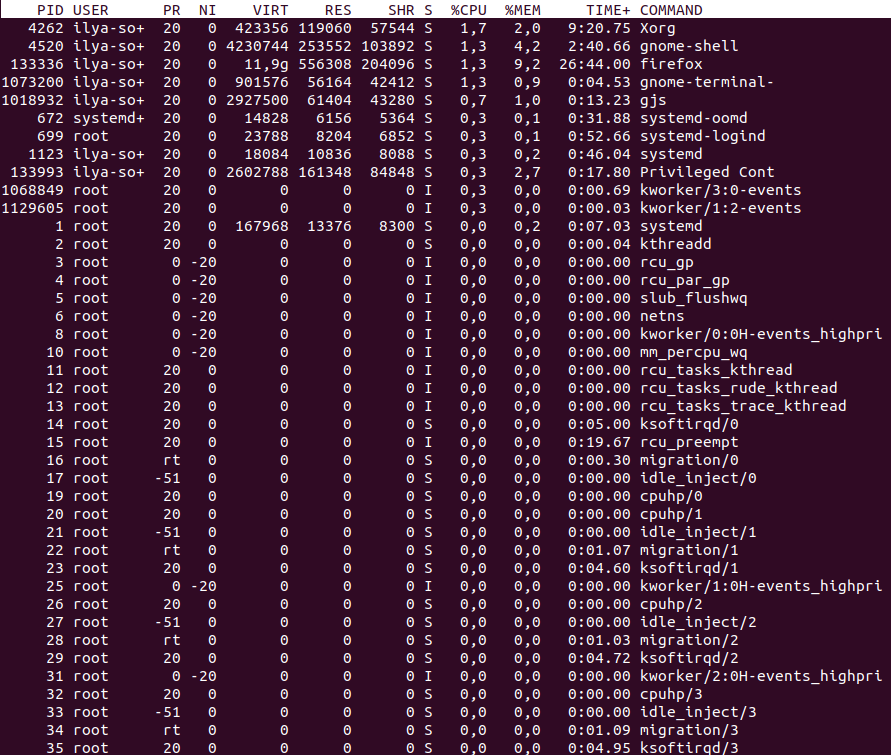 PID USER PR NI VIRT RES SHR S %CPU %MEM TIME+ COMMAND
4262 ilya-so+ 20 0 423356 119060 57544 S 1,7 2,0 9:20.75 Xorg
4520 ilya-so+ 20 0 4230744 253552 103892 S 1,3 4,2 2:40.66 gnome-shell
133336 ilya-so+ 20 0 11,9g 556308 204096 S 1,3 9,2 26:44.00 firefox
1073200 ilya-so+ 20 0 901576 56164 42412 S 1,3 0,9 0:04.53 gnome-terminal-
1018932 ilya-so+ 20 0 2927500 61404 43280 S 0,7 1,0 0:13.23 gjs
672 systemd+ 20 0 14828 6156 5364 S 0,3 0,1 0:31.88 systemd-oomd
699 root 20 0 23788 8204 6852 S 0,3 0,1 0:52.66 systemd-logind
1123 ilya-so+ 20 0 18084 10836 8088 S 0,3 0,2 0:46.04 systemd
133993 ilya-so+ 20 0 2602788 161348 84848 S 0,3 2,7 0:17.80 Privileged Cont
1068849 root 20 0 0 0 0 I 0,3 0,0 0:00.69 kworker/3:0-events
1129605 root 20 0 0 0 0 I 0,3 0,0 0:00.03 kworker/1:2-events
1 root 20 0 167968 13376 8300 S 0,0 0,2 0:07.03 systemd
2 root 20 0 0 0 0 S 0,0 0,0 0:00.04 kthreadd
3 root 0 -20 0 0 0 I 0,0 0,0 0:00.00 rcu_gp
4 root 0 -20 0 0 0 I 0,0 0,0 0:00.00 rcu_par_gp
5 root 0 -20 0 0 0 I 0,0 0,0 0:00.00 slub_flushwq
6 root 0 -20 0 0 0 I 0,0 0,0 0:00.00 netns
8 root 0 -20 0 0 0 I 0,0 0,0 0:00.00 kworker/0:0H-events_highpri
10 root 0 -20 0 0 0 I 0,0 0,0 0:00.00 mm_percpu_wq
11 root 20 0 0 0 0 I 0,0 0,0 0:00.00 rcu_tasks_kthread
12 root 20 0 0 0 0 I 0,0 0,0 0:00.00 rcu_tasks_rude_kthread
13 root 20 0 0 0 0 I 0,0 0,0 0:00.00 rcu_tasks_trace_kthread
14 root 20 0 0 0 0 S 0,0 0,0 0:05.00 ksoftirqd/0
15 root 20 0 0 0 0 I 0,0 0,0 0:19.67 rcu_preempt
16 root rt 0 0 0 0 S 0,0 0,0 0:00.30 migration/0
17 root -51 0 0 0 0 S 0,0 0,0 0:00.00 idle_inject/0
19 root 20 0 0 0 0 S 0,0 0,0 0:00.00 cpuhp/0
20 root 20 0 0 0 0 S 0,0 0,0 0:00.00 cpuhp/1
21 root -51 0 0 0 0 S 0,0 0,0 0:00.00 idle_inject/1
22 root rt 0 0 0 0 S 0,0 0,0 0:01.07 migration/1
23 root 20 0 0 0 0 S 0,0 0,0 0:04.60 ksoftirqd/1
25 root 0 -20 0 0 0 I 0,0 0,0 0:00.00 kworker/1:0H-events_highpri
26 root 20 0 0 0 0 S 0,0 0,0 0:00.00 cpuhp/2
27 root -51 0 0 0 0 S 0,0 0,0 0:00.00 idle_inject/2
28 root rt 0 0 0 0 S 0,0 0,0 0:01.03 migration/2
29 root 20 0 0 0 0 S 0,0 0,0 0:04.72 ksoftirqd/2
31 root 0 -20 0 0 0 I 0,0 0,0 0:00.00 kworker/2:0H-events_highpri
32 root 20 0 0 0 0 S 0,0 0,0 0:00.00 cpuhp/3
33 root -51 0 0 0 0 S 0,0 0,0 0:00.00 idle_inject/3
34 root rt 0 0 0 0 S 0,0 0,0 0:01.09 migration/3
35 root 20 0 0 0 0 S 0,0 0,0 0:04.95 ksoftirqd/3